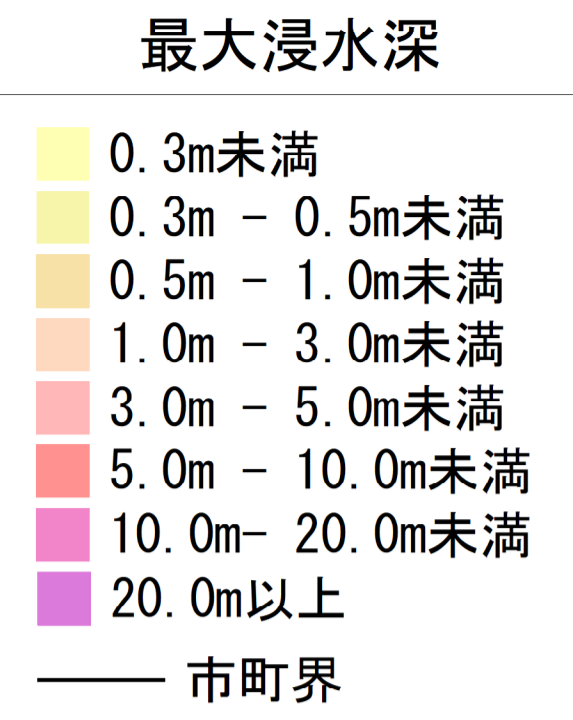 最大浸水深
0.3m未満
0.3m － 0.5m未満
0.5m － 1.0m未満
1.0m － 3.0m未満
3.0m － 5.0m未満
5.0m － 10.0m未満
10.0m－ 20.0m未満
20.0m以上
市町界